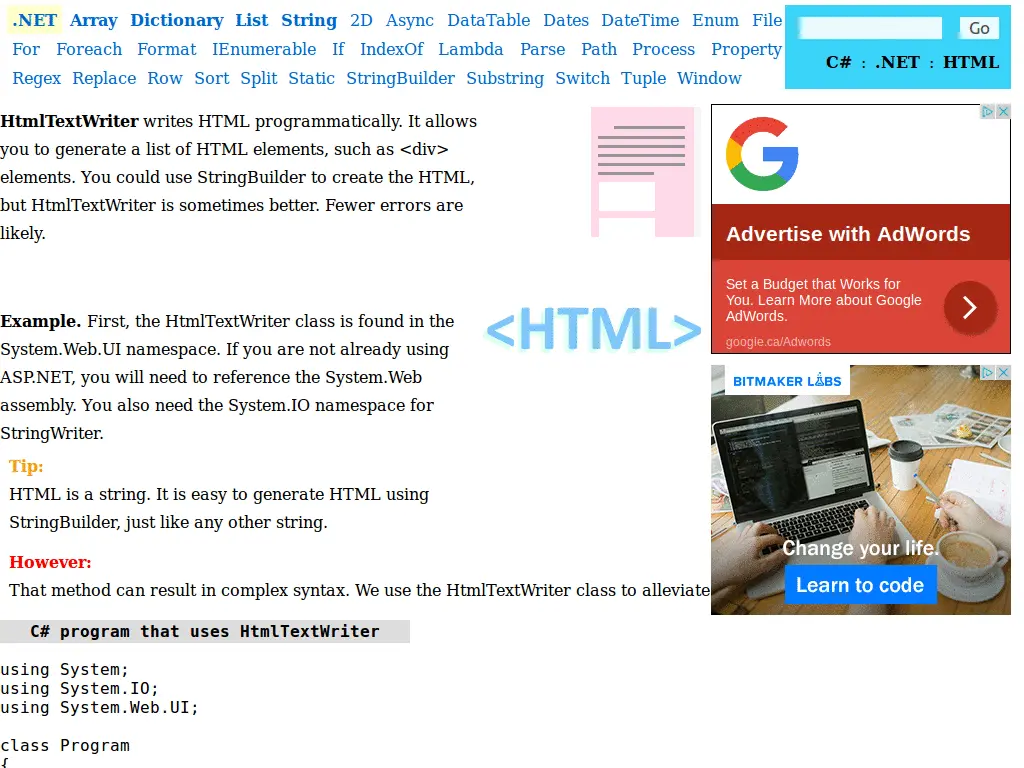 .NET Array Dictionary List String 2D Async DataTable Dates DateTime Enum File
For Foreach Format IEnumerable If IndexOf Lambda Parse Path Process Property
Regex Replace Row Sort Split Static StringBuilder Substring Switch Tuple Window
Go
C# : .NET : HTML
HtmlTextWriter writes HTML programmatically. It allows
you to generate a list of HTML elements, such as <div>
elements. You could use StringBuilder to create the HTML,
but HtmlTextWriter is sometimes better. Fewer errors are
likely.
Example. First, the HtmlTextWriter class is found in the
System.Web.UI namespace. If you are not already using
ASP.NET, you will need to reference the System.Web
assembly. You also need the System.IO namespace for
StringWriter.
<HTML>
Tip:
HTML is a string. It is easy to generate HTML using
StringBuilder, just like any other string.
However:
That method can result in complex syntax. We use the HtmlTextWriter class to alleviate
C# program that uses HtmlTextWriter
using System;
using System.IO;
using System.Web.UI;
class Program
{
G
Advertise with AdWords
Set a Budget that Works for
You. Learn More about Google
AdWords.
google.ca/Adwords
BITMAKER LABS
Change your life.
Learn to code